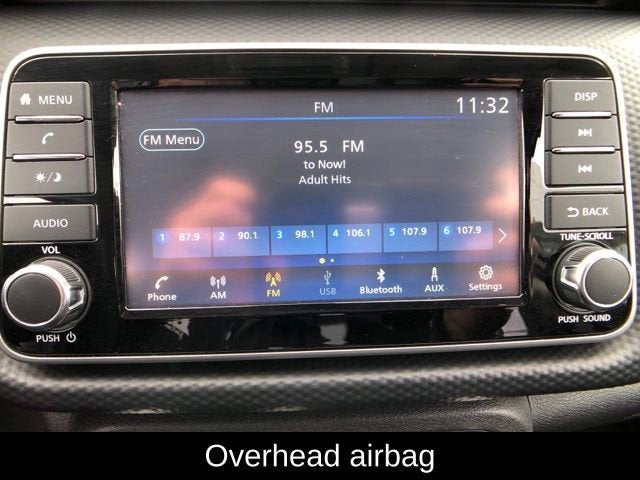 MENU
FM
11:32
DISP
FM Menu
95.5 FM
to Now!
Adult Hits
AUDIO
BACK
VOL
TUNE·SCROLL
1 87.9 2 90.1 3 98.1 4 106.1 5 107.9 6 107.9
Phone AM FM USB Bluetooth AUX Settings
PUSH
PUSH SOUND
Overhead airbag